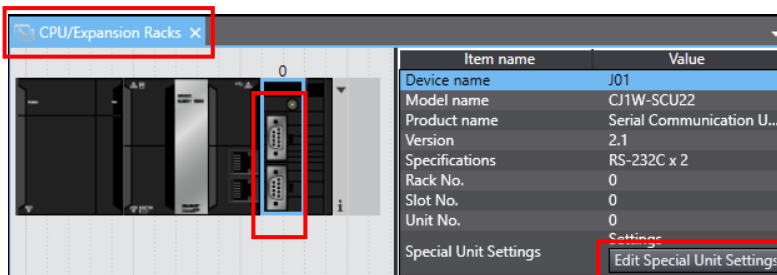 CPU/Expansion Racks ×
0
Item name Value
Device name J01
Model name CJ1W-SCU22
Product name Serial Communication U...
Version 2.1
Specifications RS-232C x 2
Rack No. 0
Slot No. 0
Unit No. 0
Settings
Special Unit Settings
Edit Special Unit Settings